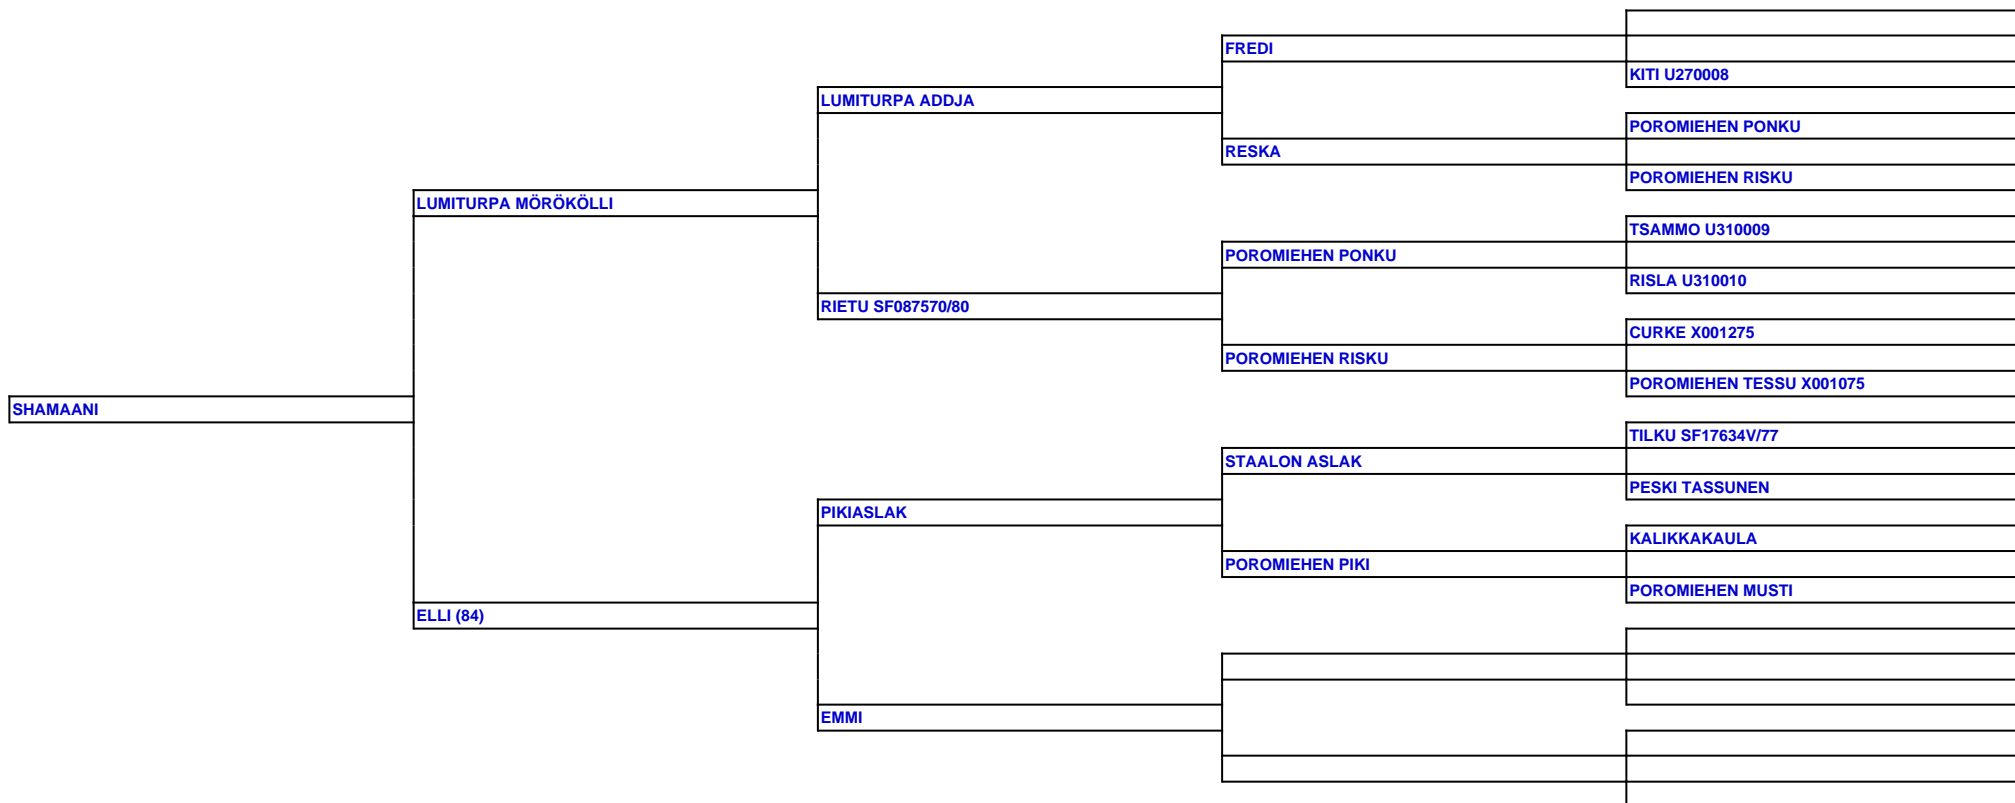 FREDI
KITI U270008
LUMITURPA ADDJA
POROMIEHEN PONKU
RESKA
POROMIEHEN RISKU
LUMITURPA MÖRÖKÖLLI
TSAMMO U310009
POROMIEHEN PONKU
RISLA U310010
RIETU SF087570/80
CURKE X001275
POROMIEHEN RISKU
POROMIEHEN TESSU X001075
SHAMAANI
TILKU SF17634V/77
STAALON ASLAK
PESKI TASSUNEN
PIKIASLAK
KALIKKAKAULA
POROMIEHEN PIKI
POROMIEHEN MUSTI
ELLI (84)
EMMI